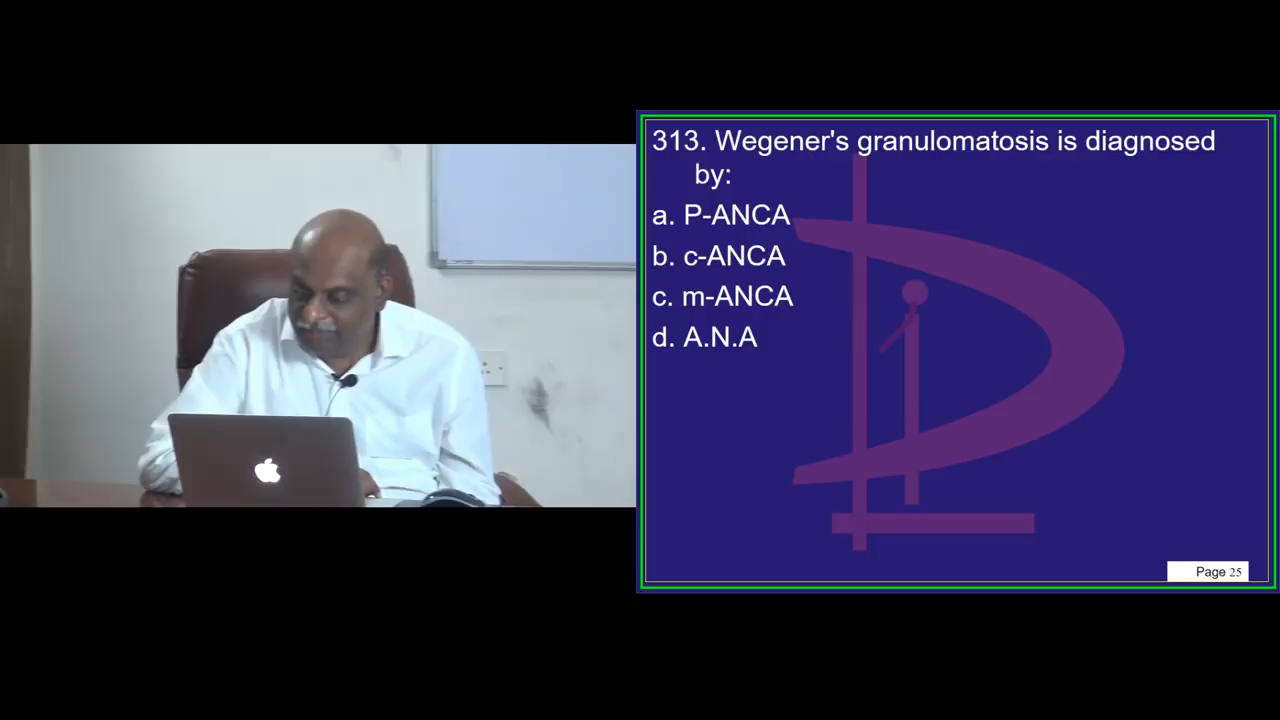 313. Wegener's granulomatosis is diagnosed
by:
a. P-ANCA
b. c-ANCA
c. m-ANCA
d. A.N.A
Page 25